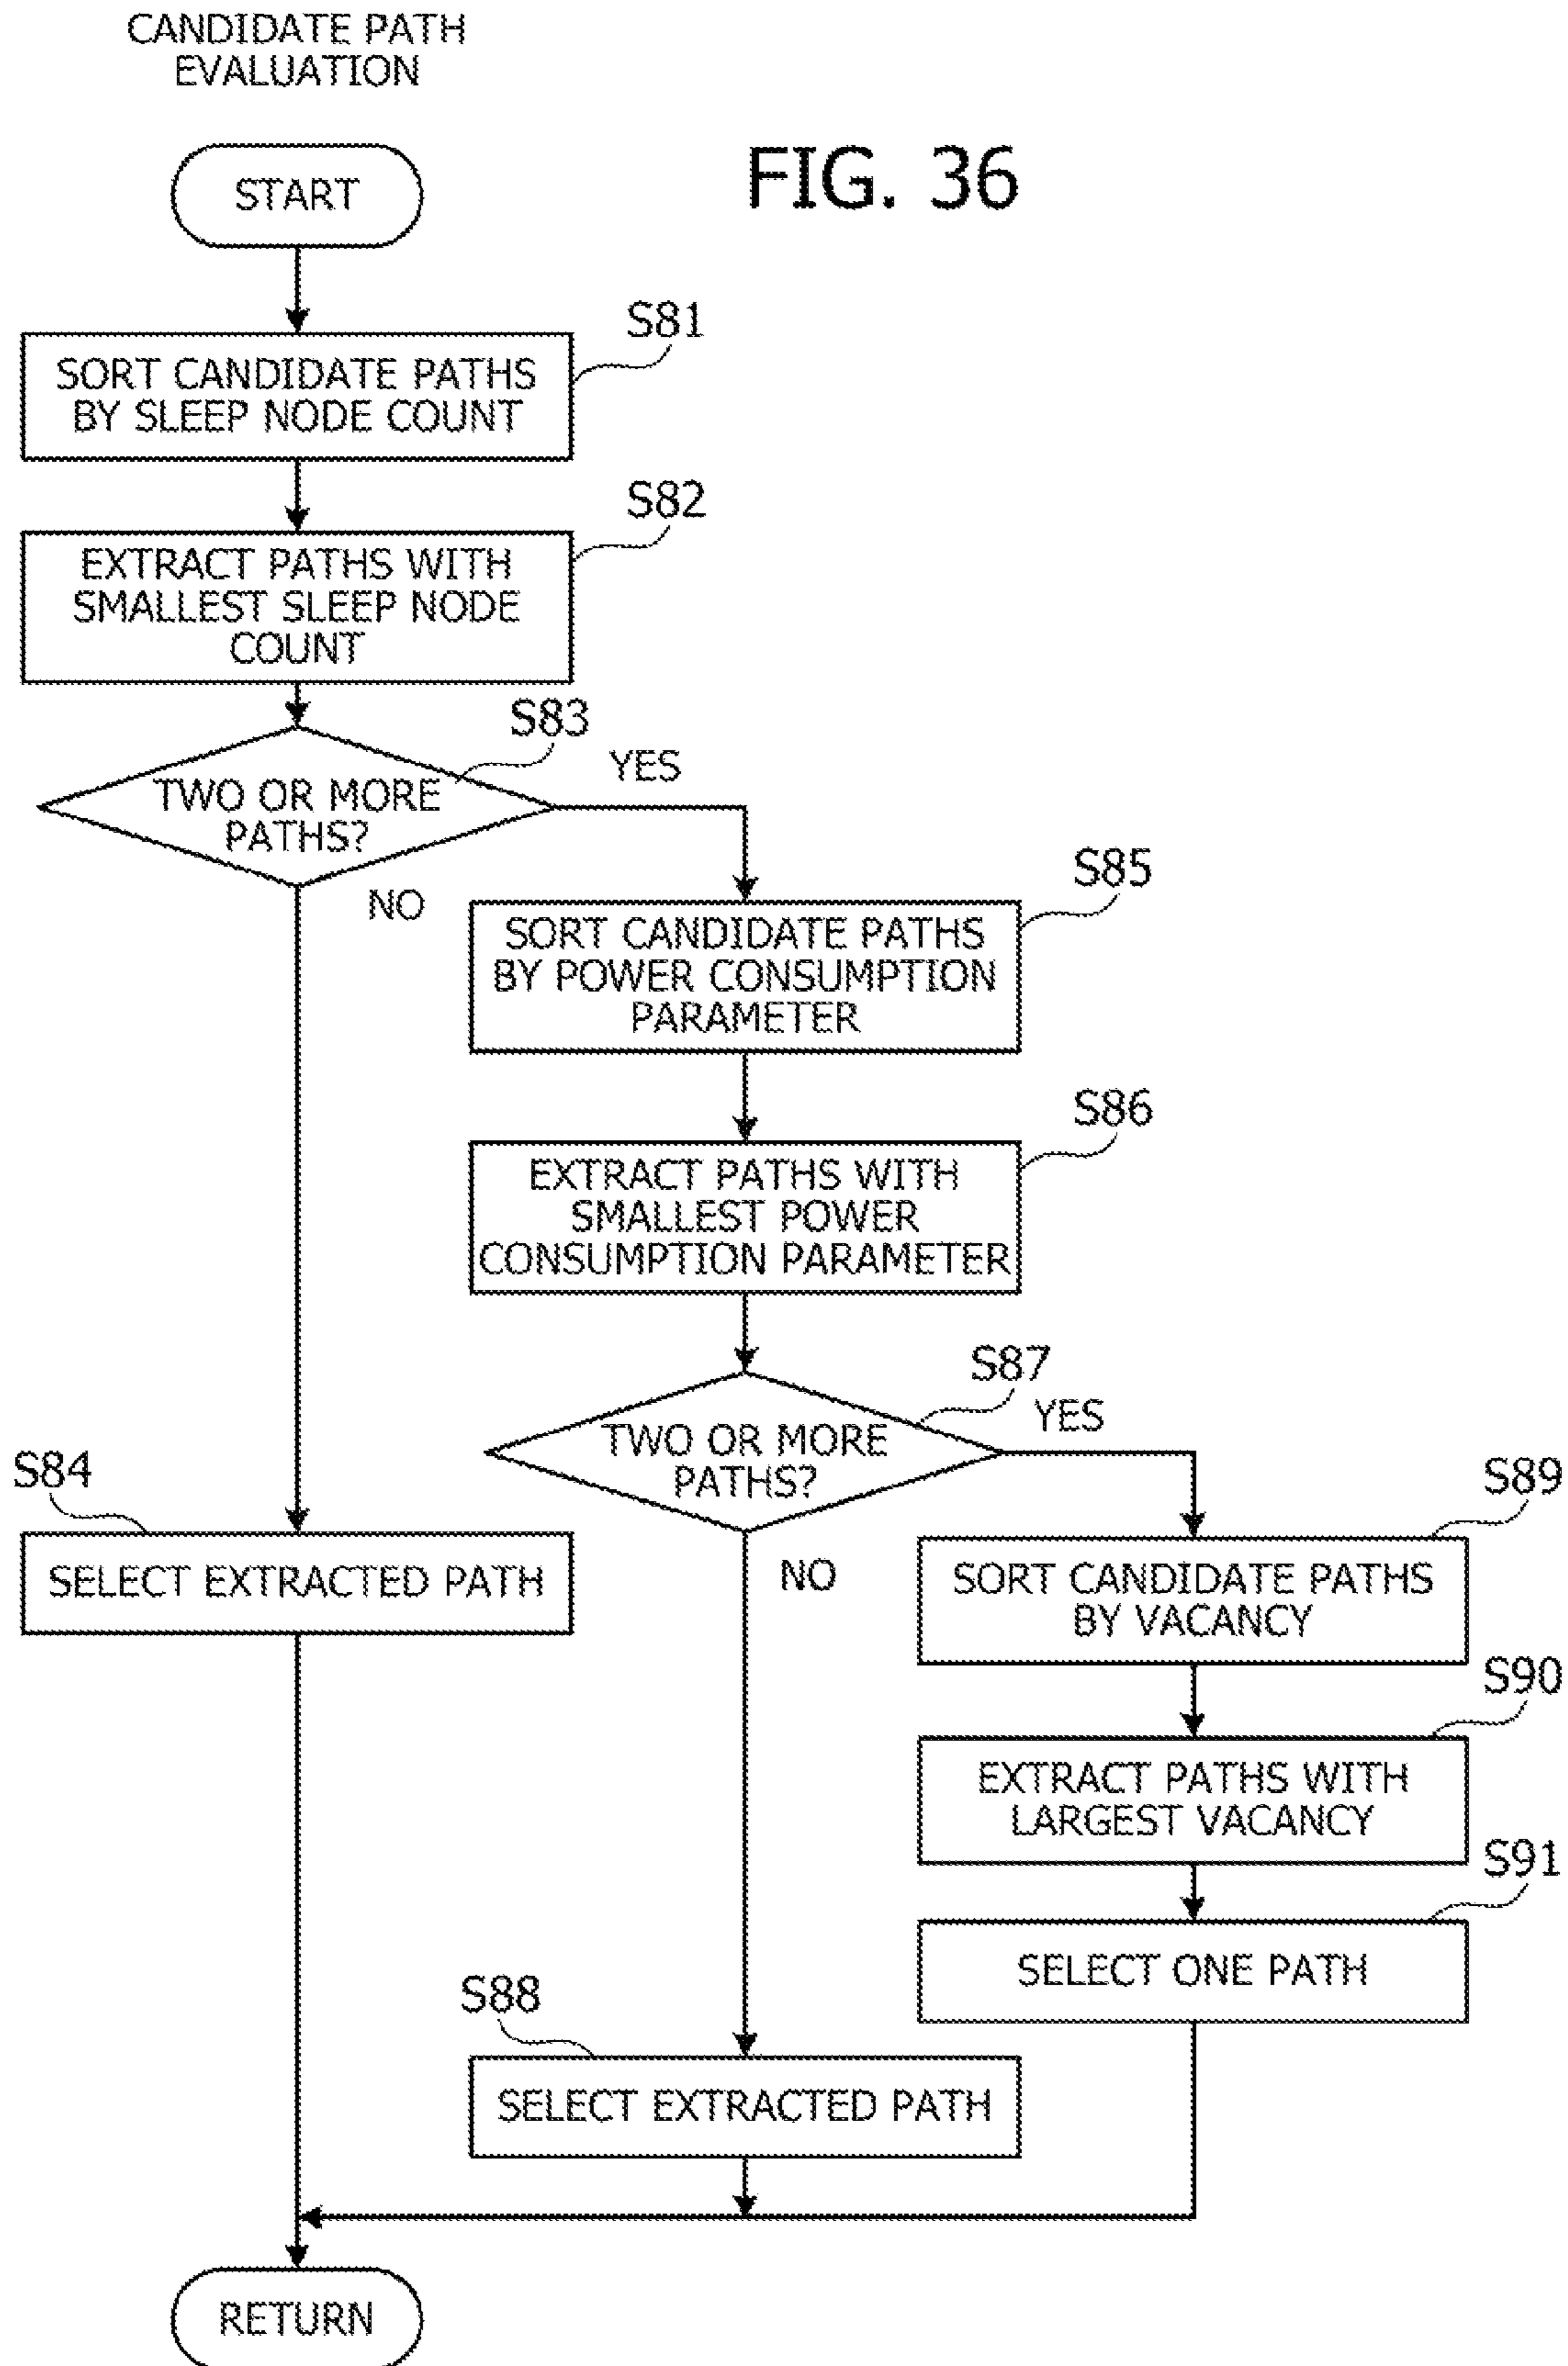 CANDIDATE PATH
EVALUATION
FIG. 36
START
S81
SORT CANDIDATE PATHS
BY SLEEP NODE COUNT
S82
EXTRACT PATHS WITH
SMALLEST SLEEP NODE
COUNT
S83
TWO OR MORE
PATHS?
YES
NO
S85
SORT CANDIDATE PATHS
BY POWER CONSUMPTION
PARAMETER
S86
EXTRACT PATHS WITH
SMALLEST POWER
CONSUMPTION PARAMETER
S87
TWO OR MORE
PATHS?
YES
NO
S84
SELECT EXTRACTED PATH
S89
SORT CANDIDATE PATHS
BY VACANCY
S90
EXTRACT PATHS WITH
LARGEST VACANCY
S91
SELECT ONE PATH
S88
SELECT EXTRACTED PATH
RETURN